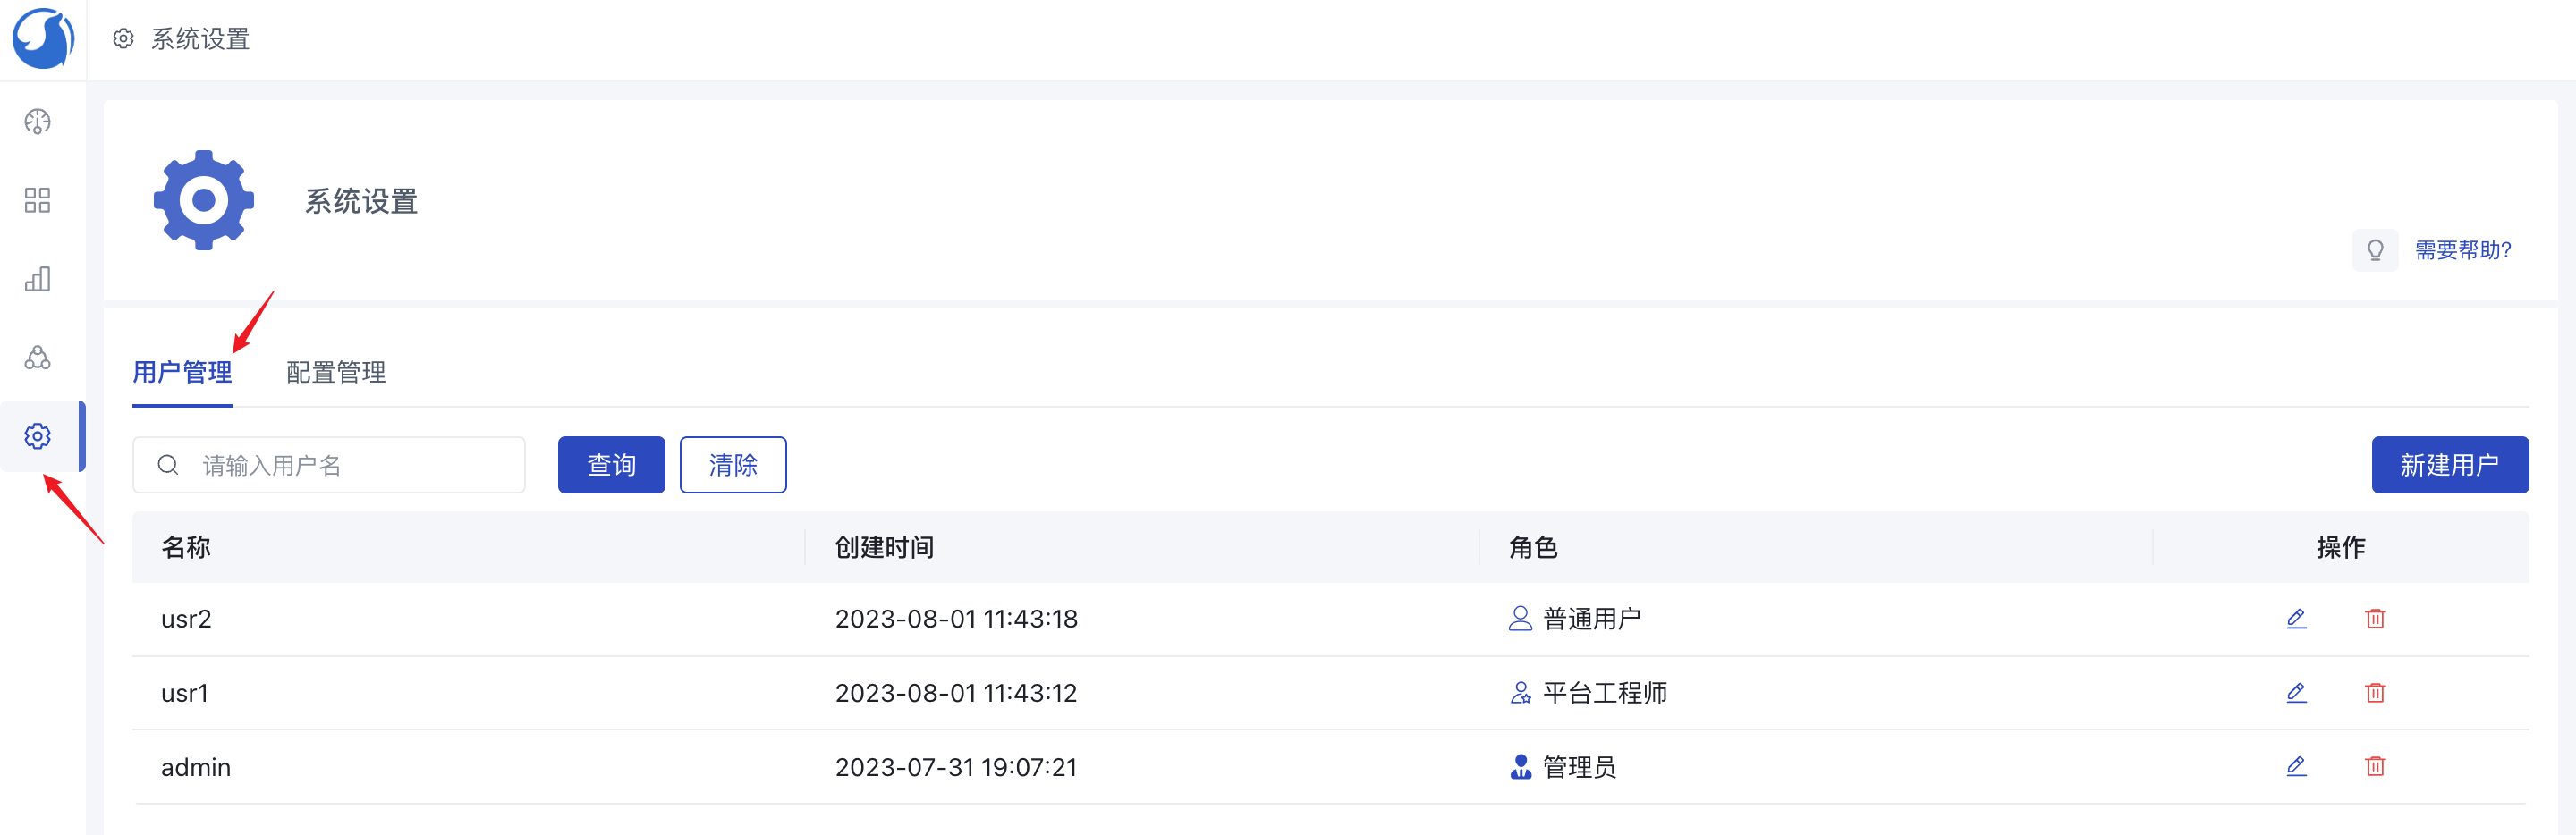 系统设置
系统设置
需要帮助?
用户管理 配置管理
请输入用户名 查询 清除 新建用户
名称 创建时间 角色 操作
usr2 2023-08-01 11:43:18 普通用户
usr1 2023-08-01 11:43:12 平台工程师
admin 2023-07-31 19:07:21 管理员